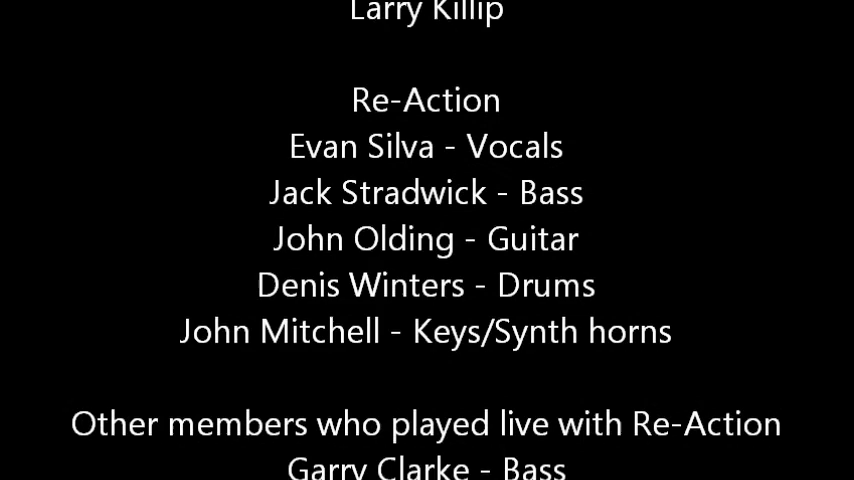 Larry Killip
Re-Action
Evan Silva - Vocals
Jack Stradwick - Bass
John Olding - Guitar
Denis Winters - Drums
John Mitchell - Keys/Synth horns
Other members who played live with Re-Action
Garry Clarke - Bass